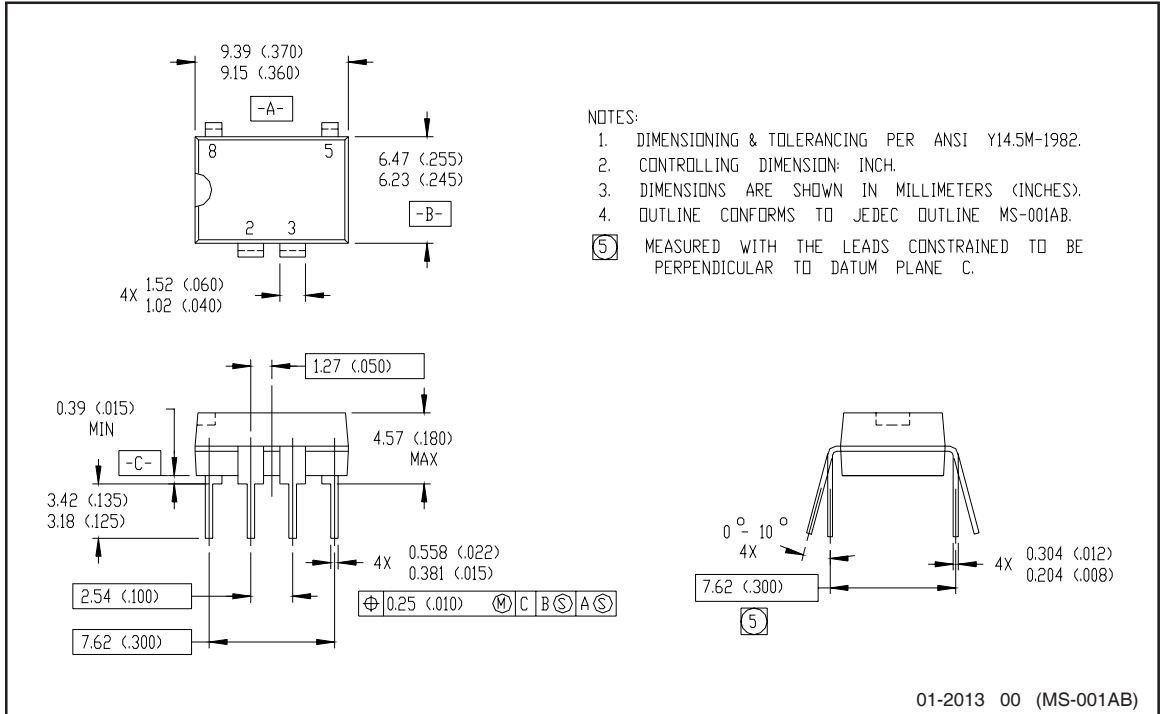 9.39 (.370)
9.15 (.360)
-A-
8 5
6.47 (.255)
6.23 (.245)
-B-
2 3
4X 1.52 (.060)
1.02 (.040)
NOTES:
1. DIMENSIONING & TOLERANCING PER ANSI Y14.5M-1982.
2. CONTROLLING DIMENSION: INCH.
3. DIMENSIONS ARE SHOWN IN MILLIMETERS (INCHES).
4. OUTLINE CONFORMS TO JEDEC OUTLINE MS-001AB.
5 MEASURED WITH THE LEADS CONSTRAINED TO BE
PERPENDICULAR TO DATUM PLANE C.
1.27 (.050)
0.39 (.015)
MIN
-C-
4.57 (.180)
MAX
3.42 (.135)
3.18 (.125)
4X 0.558 (.022)
0.381 (.015)
2.54 (.100)
⌖ 0.25 (.010) Ⓜ C B Ⓢ A Ⓢ
7.62 (.300)
0° - 10°
4X
4X 0.304 (.012)
0.204 (.008)
7.62 (.300)
5
01-2013 00 (MS-001AB)